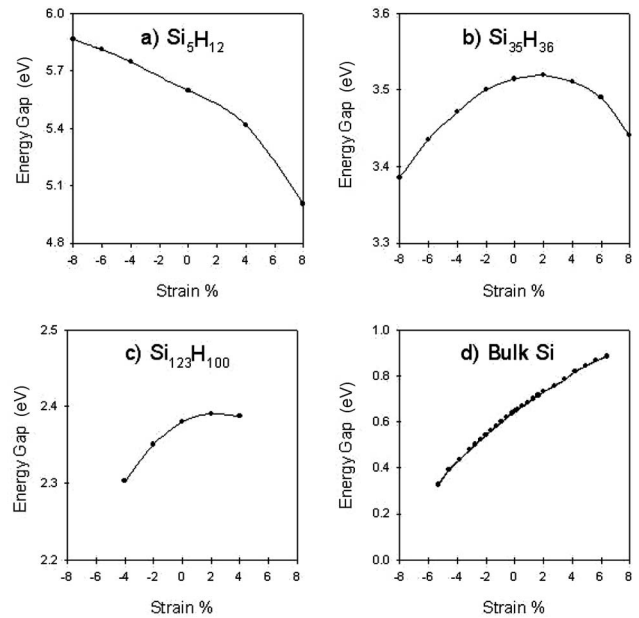 a) Si5H12
Energy Gap (eV)
6.0
5.7
5.4
5.1
4.8
-8 -6 -4 -2 0 2 4 6 8
Strain %
b) Si35H36
Energy Gap (eV)
3.6
3.5
3.4
3.3
-8 -6 -4 -2 0 2 4 6 8
Strain %
c) Si123H100
Energy Gap (eV)
2.5
2.4
2.3
2.2
-8 -6 -4 -2 0 2 4 6 8
Strain %
d) Bulk Si
Energy Gap (eV)
1.0
0.8
0.6
0.4
0.2
0.0
-8 -6 -4 -2 0 2 4 6 8
Strain %